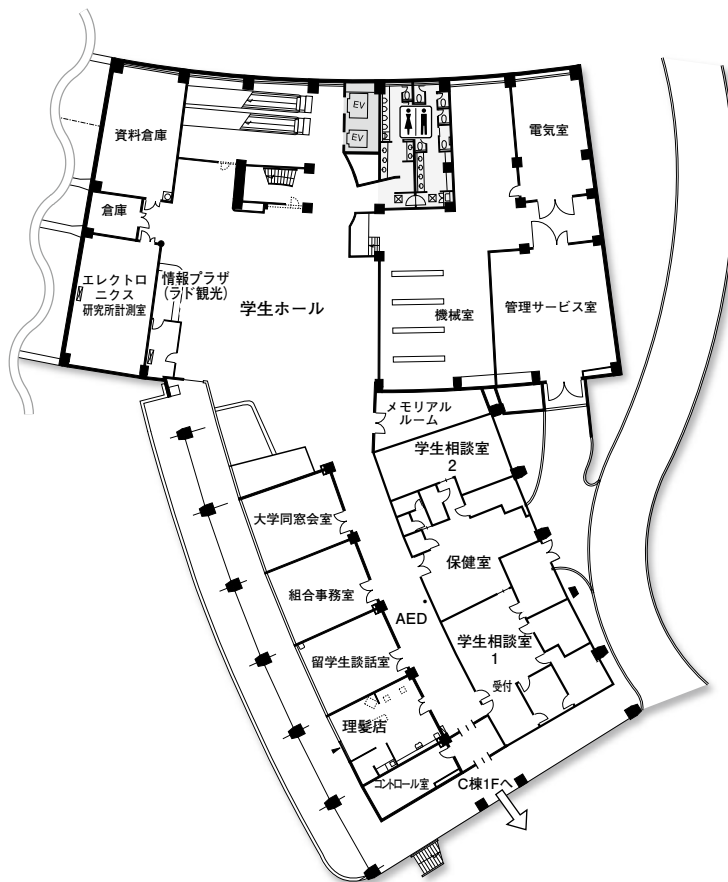 EV
EV
資料倉庫
電気室
倉庫
エレクトロ
ニクス
研究所計測室
情報プラザ
(ラド観光)
学生ホール
機械室
管理サービス室
メモリアル
ルーム
学生相談室
2
大学同窓会室
保健室
組合事務室
AED
学生相談室
1
留学生談話室
受付
理髪店
コントロール室
C棟1Fへ